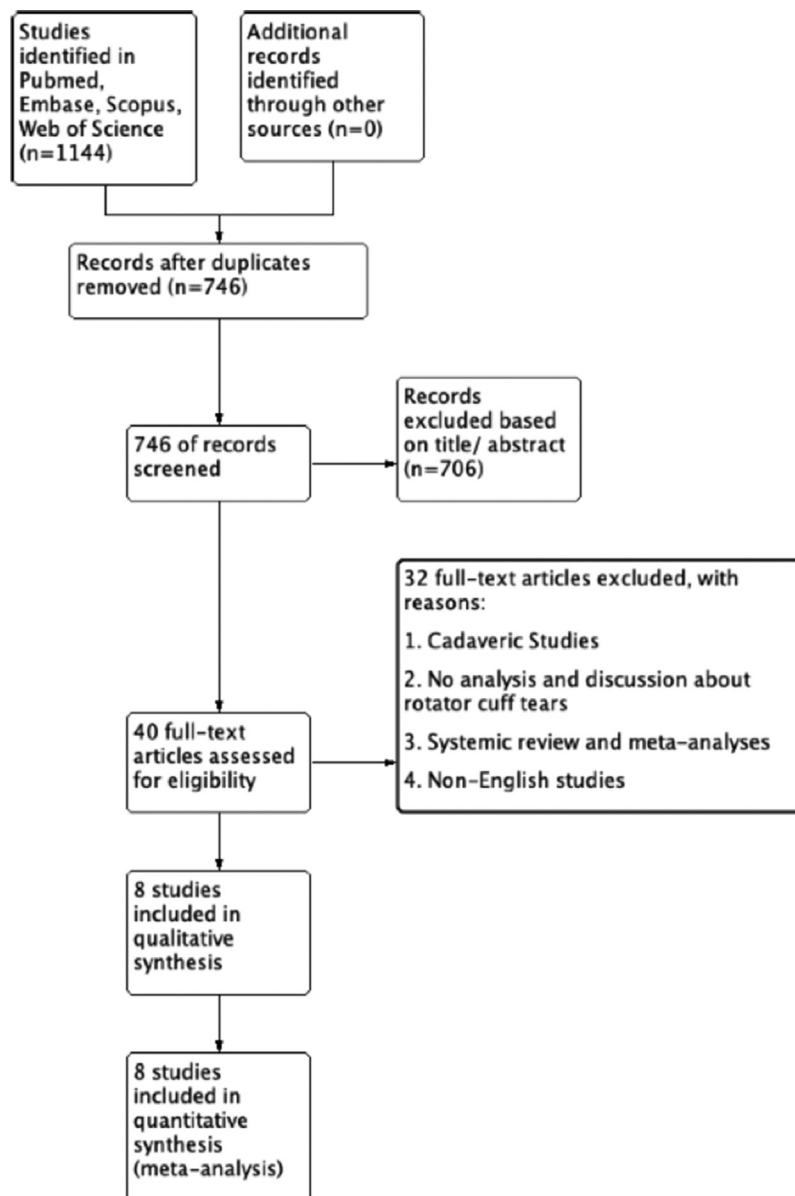 Studies
identified in
Pubmed,
Embase, Scopus,
Web of Science
(n=1144)
Additional
records
identified
through other
sources (n=0)
Records after duplicates
removed (n=746)
746 of records
screened
Records
excluded based
on title/ abstract
(n=706)
40 full-text
articles assessed
for eligibility
32 full-text articles excluded, with
reasons:
1. Cadaveric Studies
2. No analysis and discussion about
rotator cuff tears
3. Systemic review and meta-analyses
4. Non-English studies
8 studies
included in
qualitative
synthesis
8 studies
included in
quantitative
synthesis
(meta-analysis)